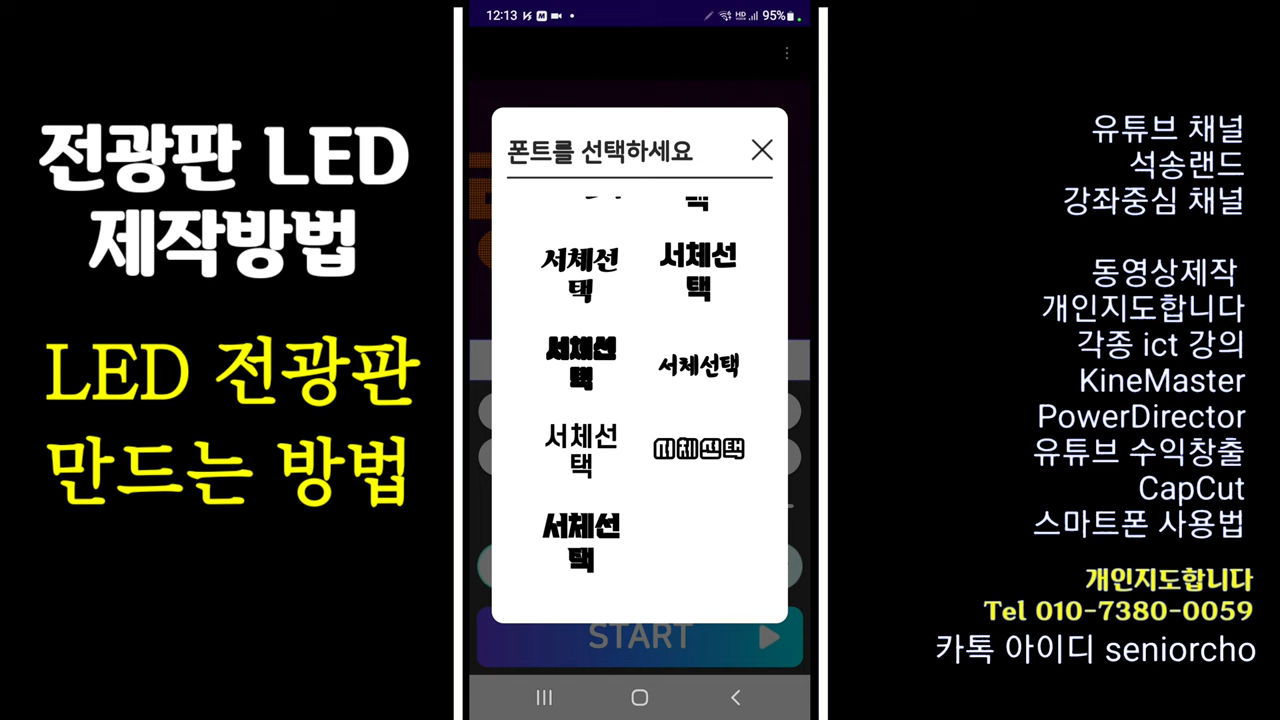 전광판 LED
제작방법
LED 전광판
만드는 방법
12:13
95%
폰트를 선택하세요
택
서체선
택
서체선
택
서체선
택
서체선택
서체선
택
서체선택
서체선
택
START
유튜브 채널
석송랜드
강좌중심 채널
동영상제작
개인지도합니다
각종 ict 강의
KineMaster
PowerDirector
유튜브 수익창출
CapCut
스마트폰 사용법
개인지도합니다
Tel 010-7380-0059
카톡 아이디 seniorcho